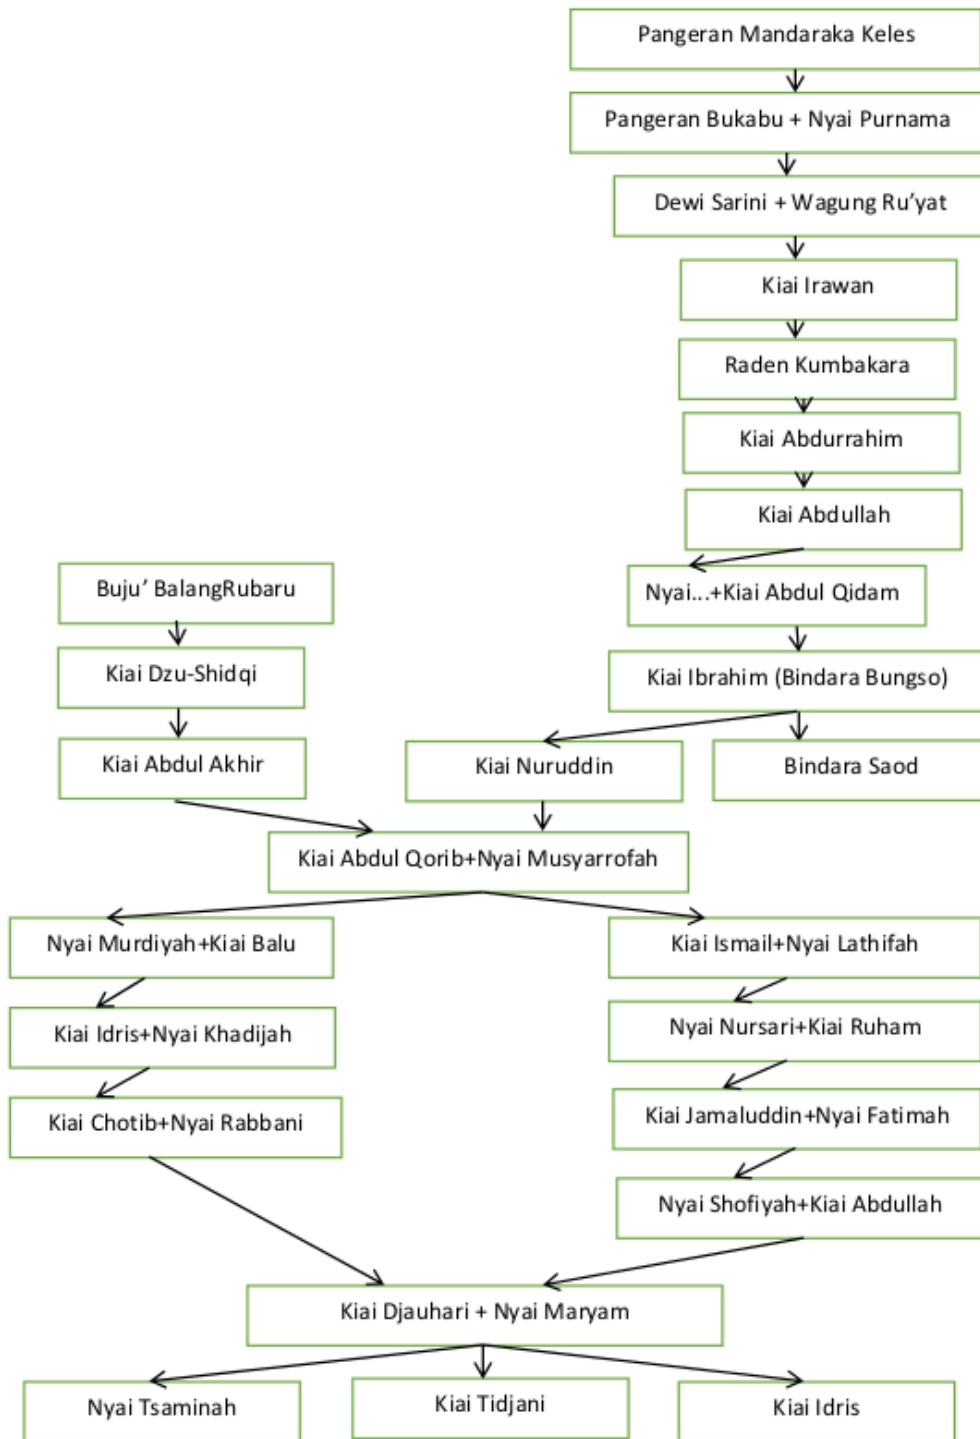 Pangeran Mandaraka Keles
Pangeran Bukabu + Nyai Purnama
Dewi Sarini + Wagung Ru’yat
Kiai Irawan
Raden Kumbakara
Kiai Abdurrahim
Kiai Abdullah
Buju’ BalangRubaru
Nyai...+Kiai Abdul Qidam
Kiai Dzu-Shidqi
Kiai Ibrahim (Bindara Bungso)
Kiai Abdul Akhir
Kiai Nuruddin
Bindara Saod
Kiai Abdul Qorib+Nyai Musyarrofah
Nyai Murdiyah+Kiai Balu
Kiai Ismail+Nyai Lathifah
Kiai Idris+Nyai Khadijah
Nyai Nursari+Kiai Ruham
Kiai Chotib+Nyai Rabbani
Kiai Jamaluddin+Nyai Fatimah
Nyai Shofiyah+Kiai Abdullah
Kiai Djauhari + Nyai Maryam
Nyai Tsaminah
Kiai Tidjani
Kiai Idris